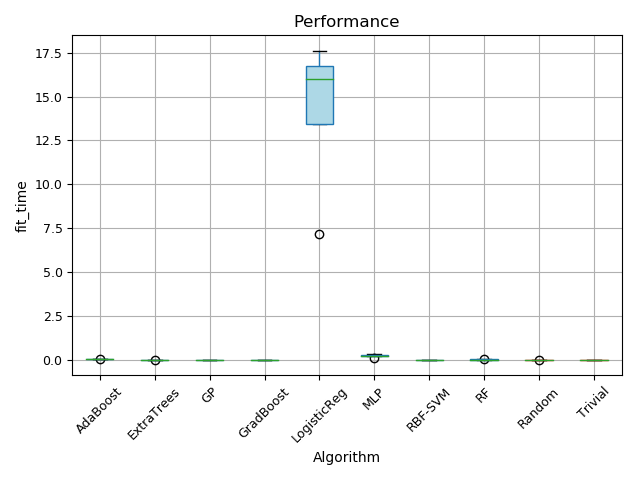 Performance
17.5
15.0
12.5
10.0
7.5
5.0
2.5
0.0
fit_time
AdaBoost
ExtraTrees
GP
GradBoost
LogisticReg
MLP
RBF-SVM
RF
Random
Trivial
Algorithm